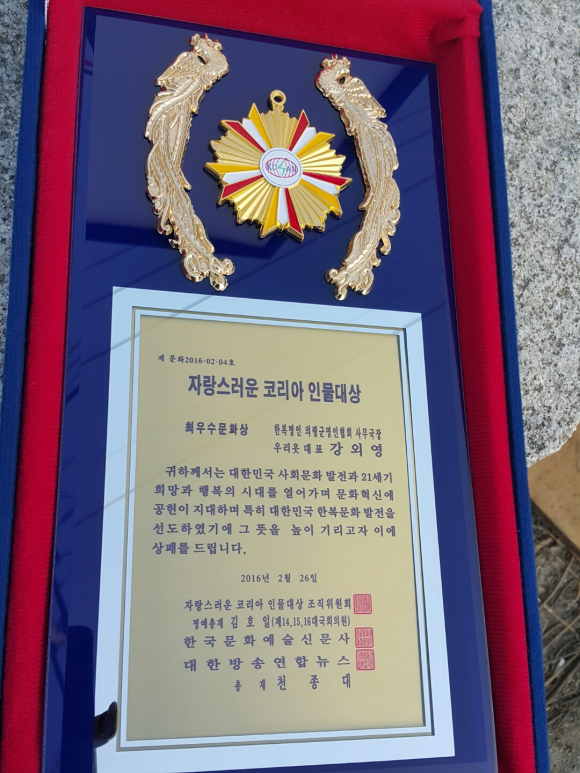 제 문화2016-02-04호
자랑스러운 코리아 인물대상
최우수문화상
한복명인 의평균명인협회 사무국장
우리옷 대표 강 외 영
귀하께서는 대한민국 사회문화 발전과 21세기
희망과 행복의 시대를 열어가며 문화혁신에
공헌이 지대하며 특히 대한민국 한복문화 발전을
선도하였기에 그 뜻을 높이 기리고자 이에
상패를 드립니다.
2016년 2월 26일
자랑스러운 코리아 인물대상 조직위원회
명예총재 김 호 일(제14,15,16대국회의원)
한국문화예술신문사
대한방송연합뉴스
총 재 천 종 대